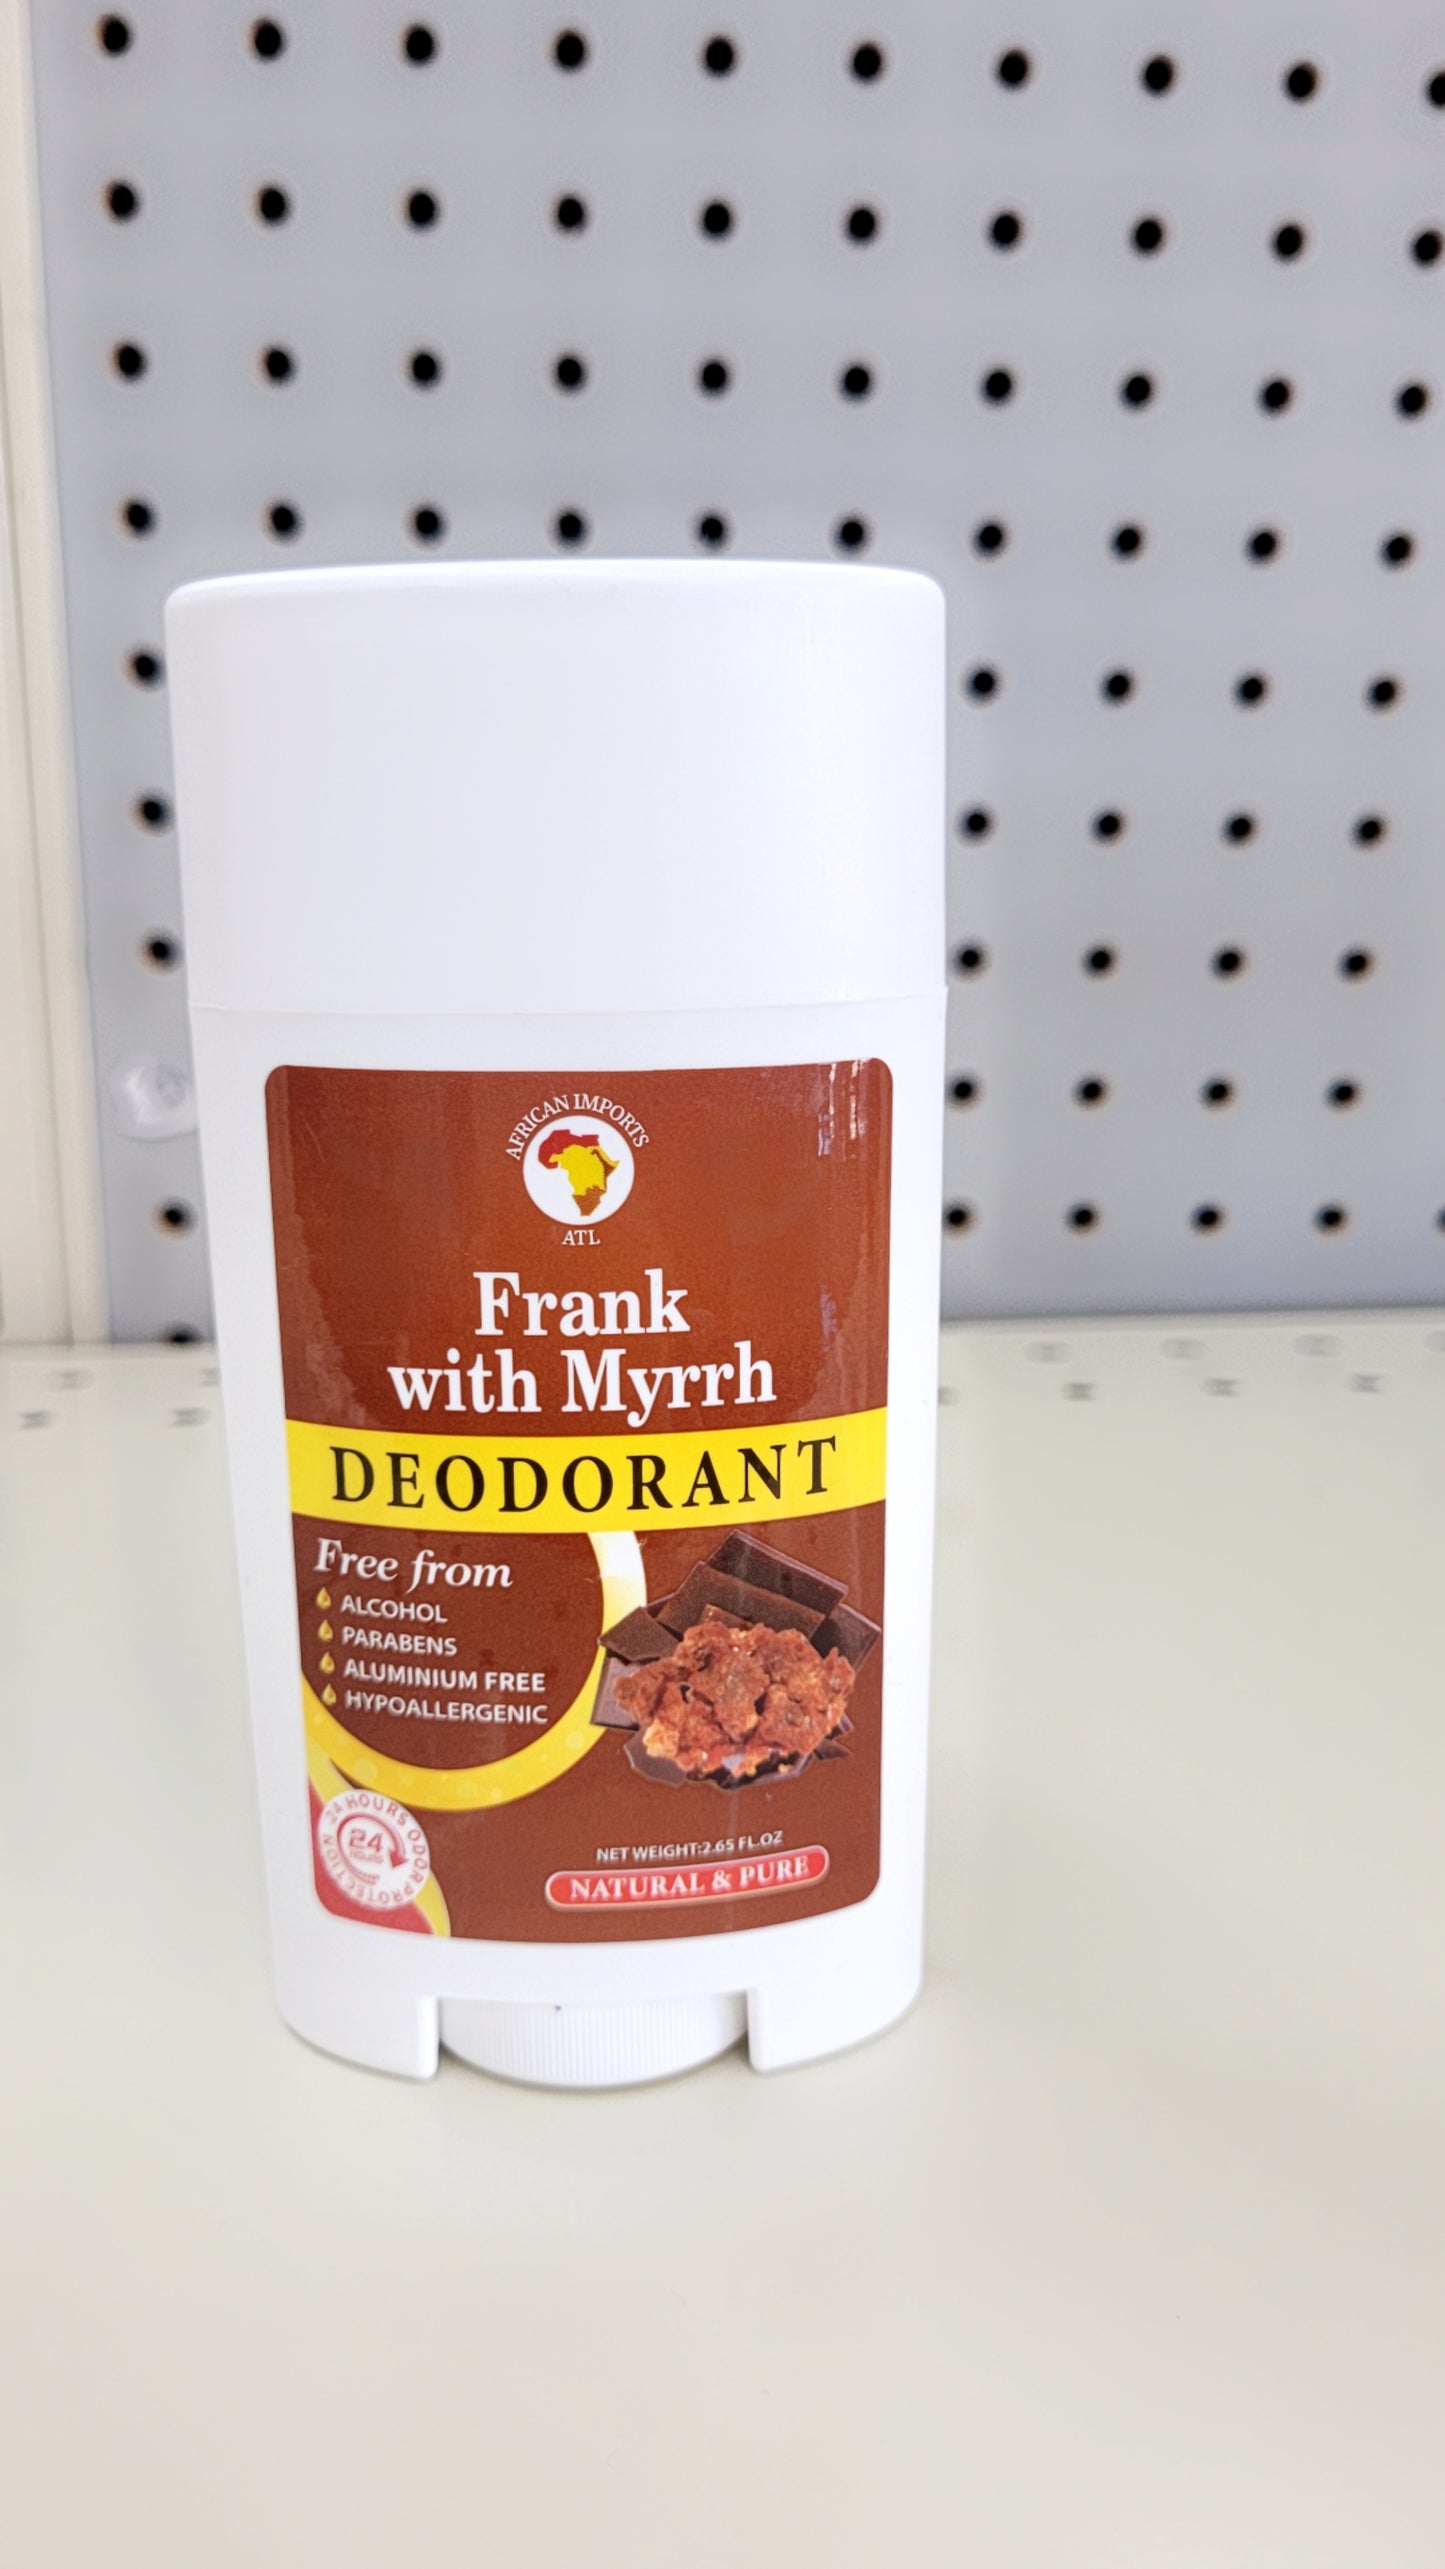 AFRICAN IMPORTS
ATL
Frank
with Myrrh
DEODORANT
Free from
ALCOHOL
PARABENS
ALUMINIUM FREE
HYPOALLERGENIC
24 HOURS ODOR PROTECTION
24
HOURS
NET WEIGHT:2.65 FL.OZ
NATURAL & PURE